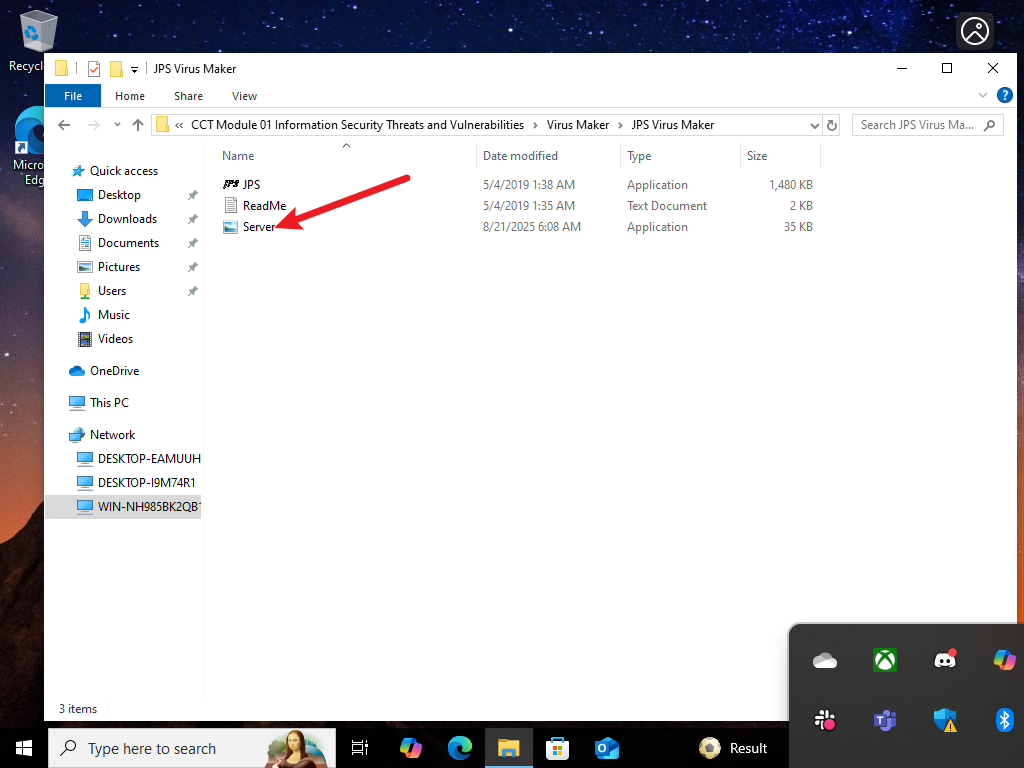 Recycl
JPS Virus Maker
File Home Share View
« CCT Module 01 Information Security Threats and Vulnerabilities › Virus Maker › JPS Virus Maker
Search JPS Virus Ma...
Micro
Edg
Quick access
Desktop
Downloads
Documents
Pictures
Users
Music
Videos
OneDrive
This PC
Network
DESKTOP-EAMUUH
DESKTOP-I9M74R1
WIN-NH985BK2QB1
Name Date modified Type Size
JPS JPS 5/4/2019 1:38 AM Application 1,480 KB
ReadMe 5/4/2019 1:35 AM Text Document 2 KB
Server 8/21/2025 6:08 AM Application 35 KB
3 items
Type here to search
Result